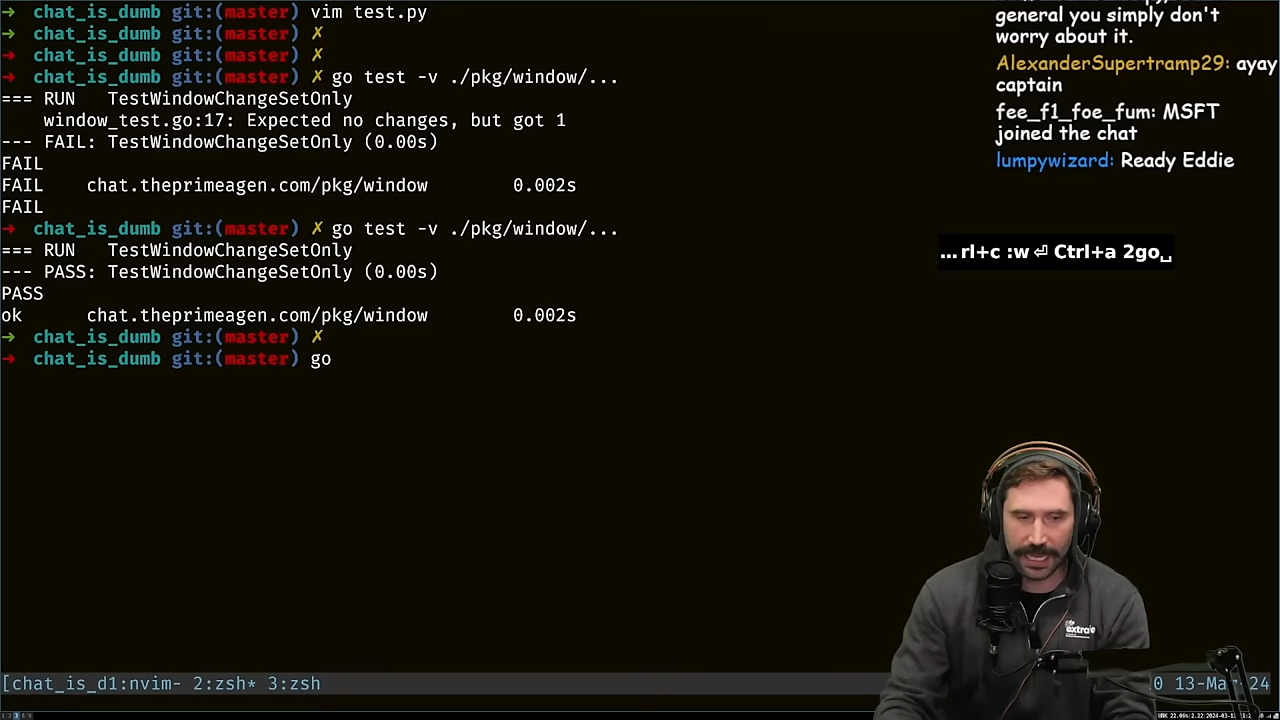 →  chat_is_dumb git:(master) vim test.py
→  chat_is_dumb git:(master) ✗
→  chat_is_dumb git:(master) ✗
→  chat_is_dumb git:(master) ✗ go test -v ./pkg/window/...
=== RUN   TestWindowChangeSetOnly
    window_test.go:17: Expected no changes, but got 1
--- FAIL: TestWindowChangeSetOnly (0.00s)
FAIL
FAIL    chat.theprimeagen.com/pkg/window        0.002s
FAIL
→  chat_is_dumb git:(master) ✗ go test -v ./pkg/window/...
=== RUN   TestWindowChangeSetOnly
--- PASS: TestWindowChangeSetOnly (0.00s)
PASS
ok      chat.theprimeagen.com/pkg/window        0.002s
→  chat_is_dumb git:(master) ✗
→  chat_is_dumb git:(master) go
general you simply don't
worry about it.
AlexanderSupertramp29: ayay
captain
fee_f1_foe_fum: MSFT
joined the chat
lumpywizard: Ready Eddie
...rl+c :w⏎ Ctrl+a 2go␣
extra
[chat_is_d1:nvim- 2:zsh* 3:zsh
0 13-Mar-24